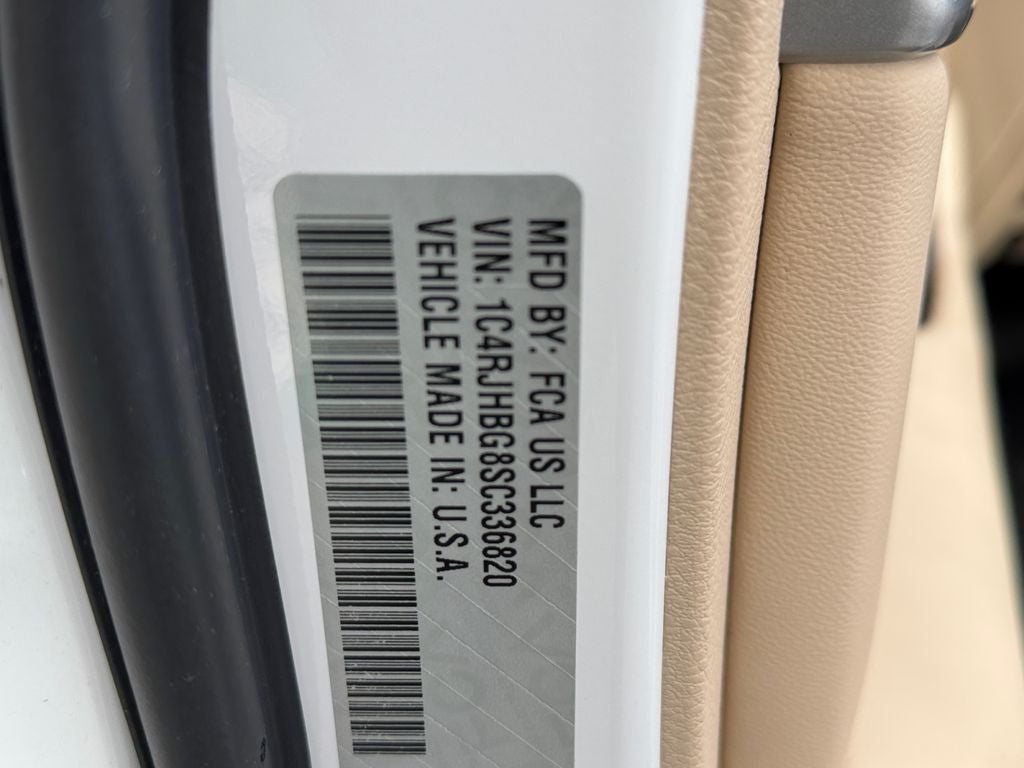 MFD BY: FCA US LLC
VIN: 1C4RJHBG8SC336820
VEHICLE MADE IN: U.S.A.